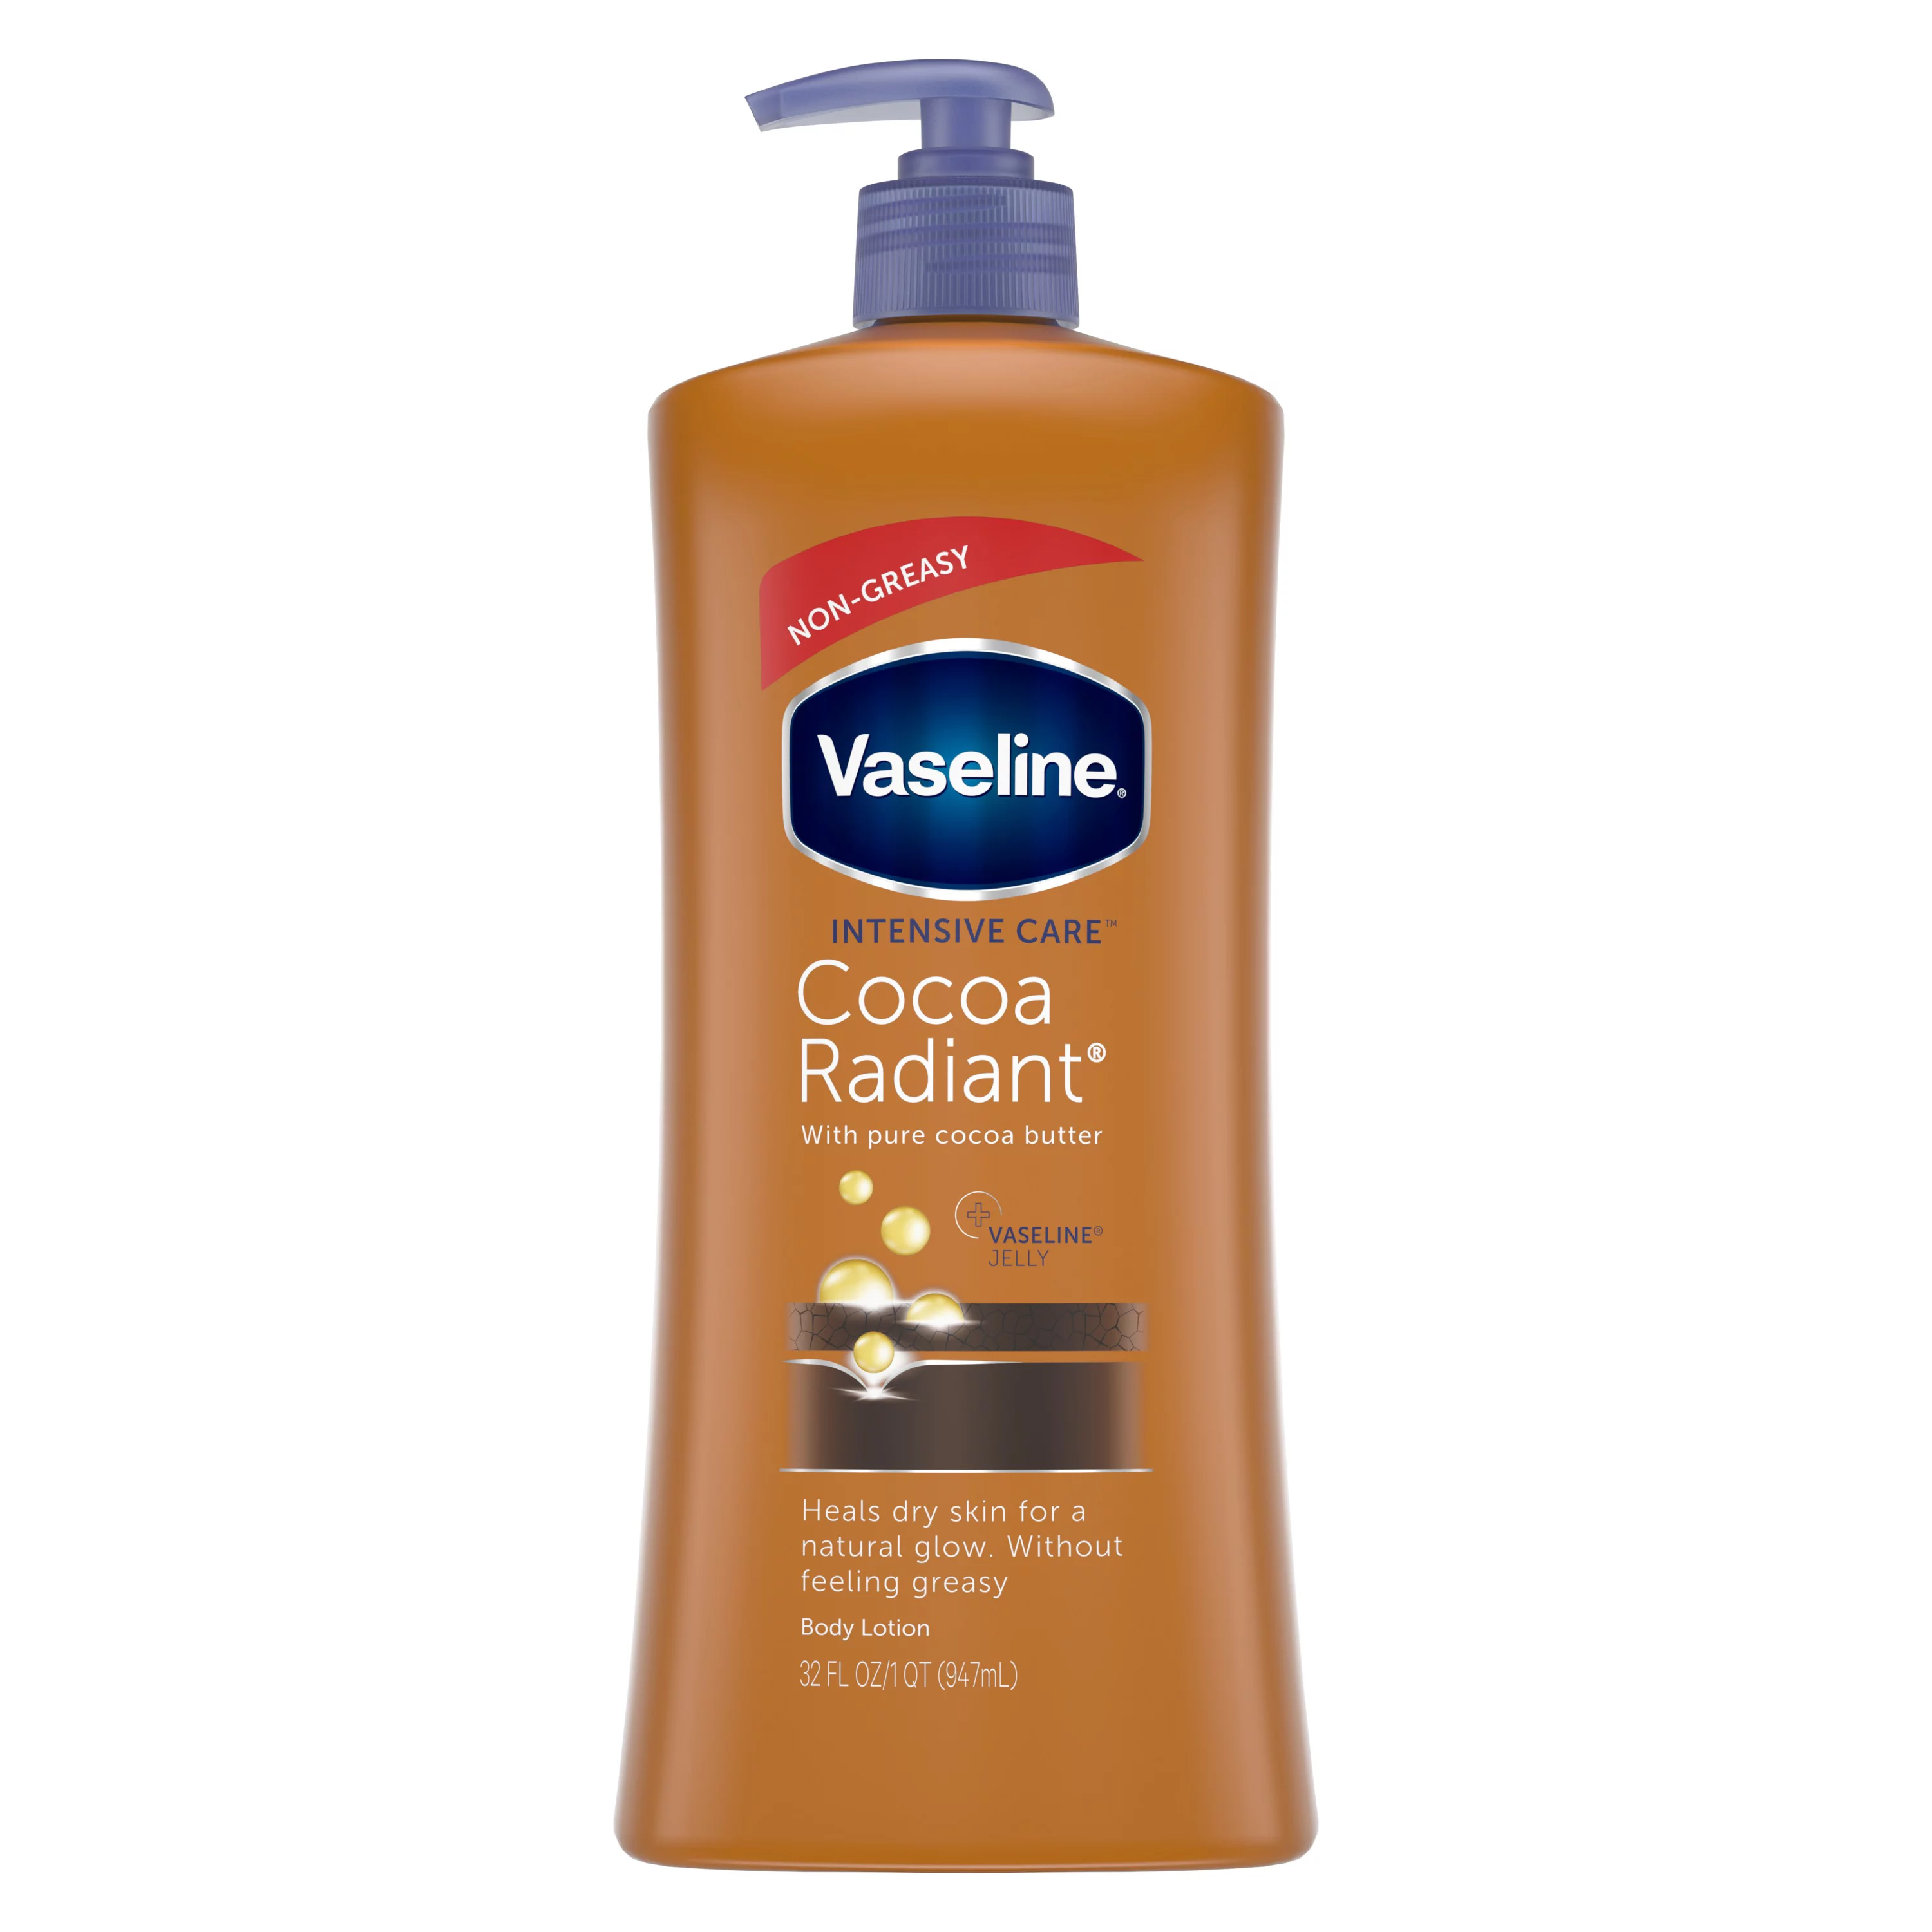 NON-GREASY
Vaseline®
INTENSIVE CARE™
Cocoa
Radiant®
With pure cocoa butter
VASELINE®
JELLY
Heals dry skin for a
natural glow. Without
feeling greasy
Body Lotion
32 FL OZ/1 QT (947mL)